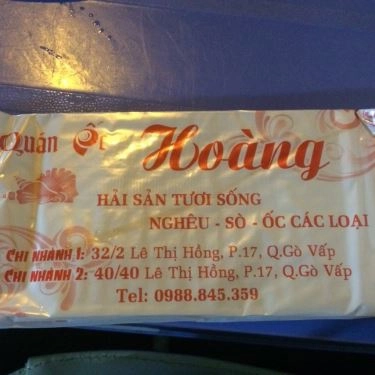 Quán Ốc Hoàng
HẢI SẢN TƯƠI SỐNG
NGHÊU - SÒ - ỐC CÁC LOẠI
CHI NHÁNH 1: 32/2 Lê Thị Hồng, P.17, Q.Gò Vấp
CHI NHÁNH 2: 40/40 Lê Thị Hồng, P.17, Q.Gò Vấp
Tel: 0988.845.359